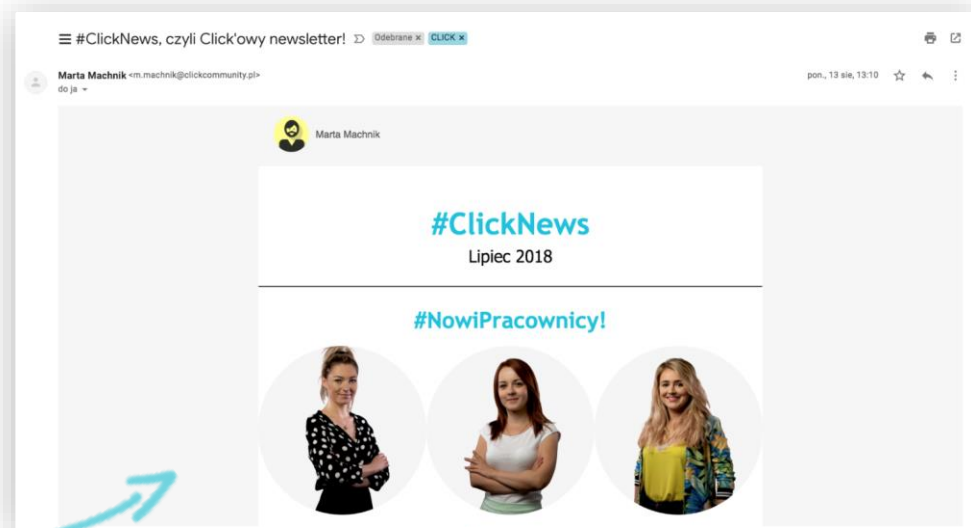 #ClickNews, czyli Click'owy newsletter! Odebrane × CLICK ×
Marta Machnik <m.machnik@clickcommunity.pl>
pon., 13 sie, 13:10
do ja
Marta Machnik
#ClickNews
Lipiec 2018
#NowiPracownicy!